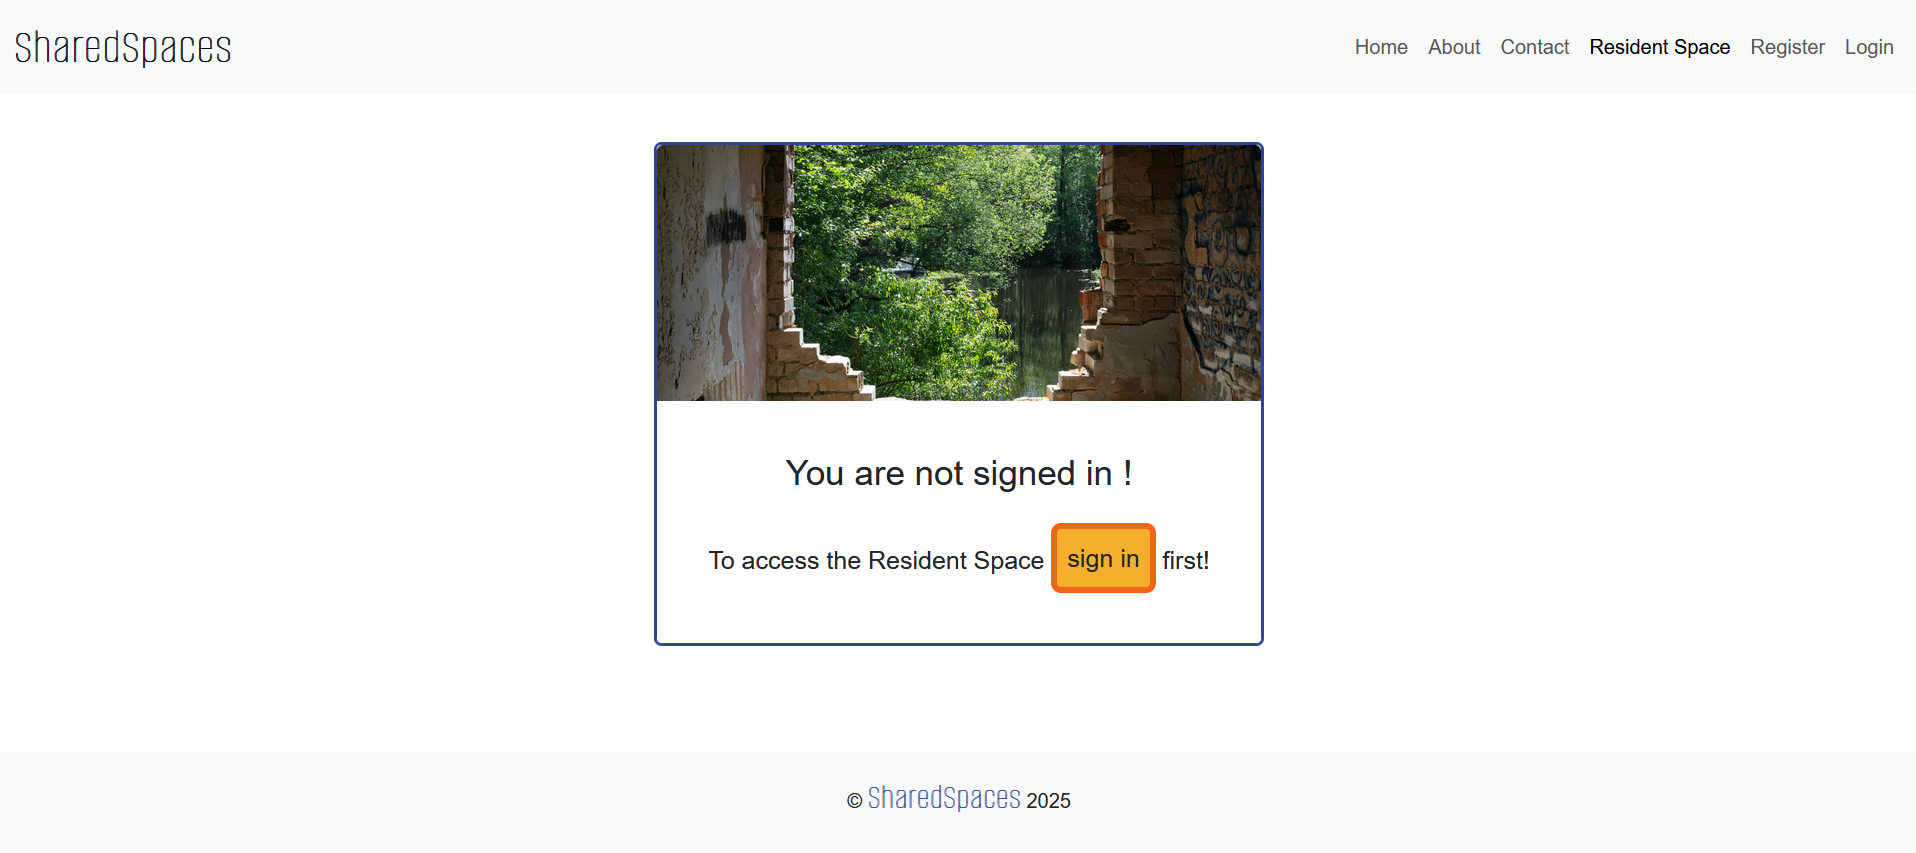 SharedSpaces
Home About Contact Resident Space Register Login
You are not signed in !
To access the Resident Space sign in first!
© SharedSpaces 2025